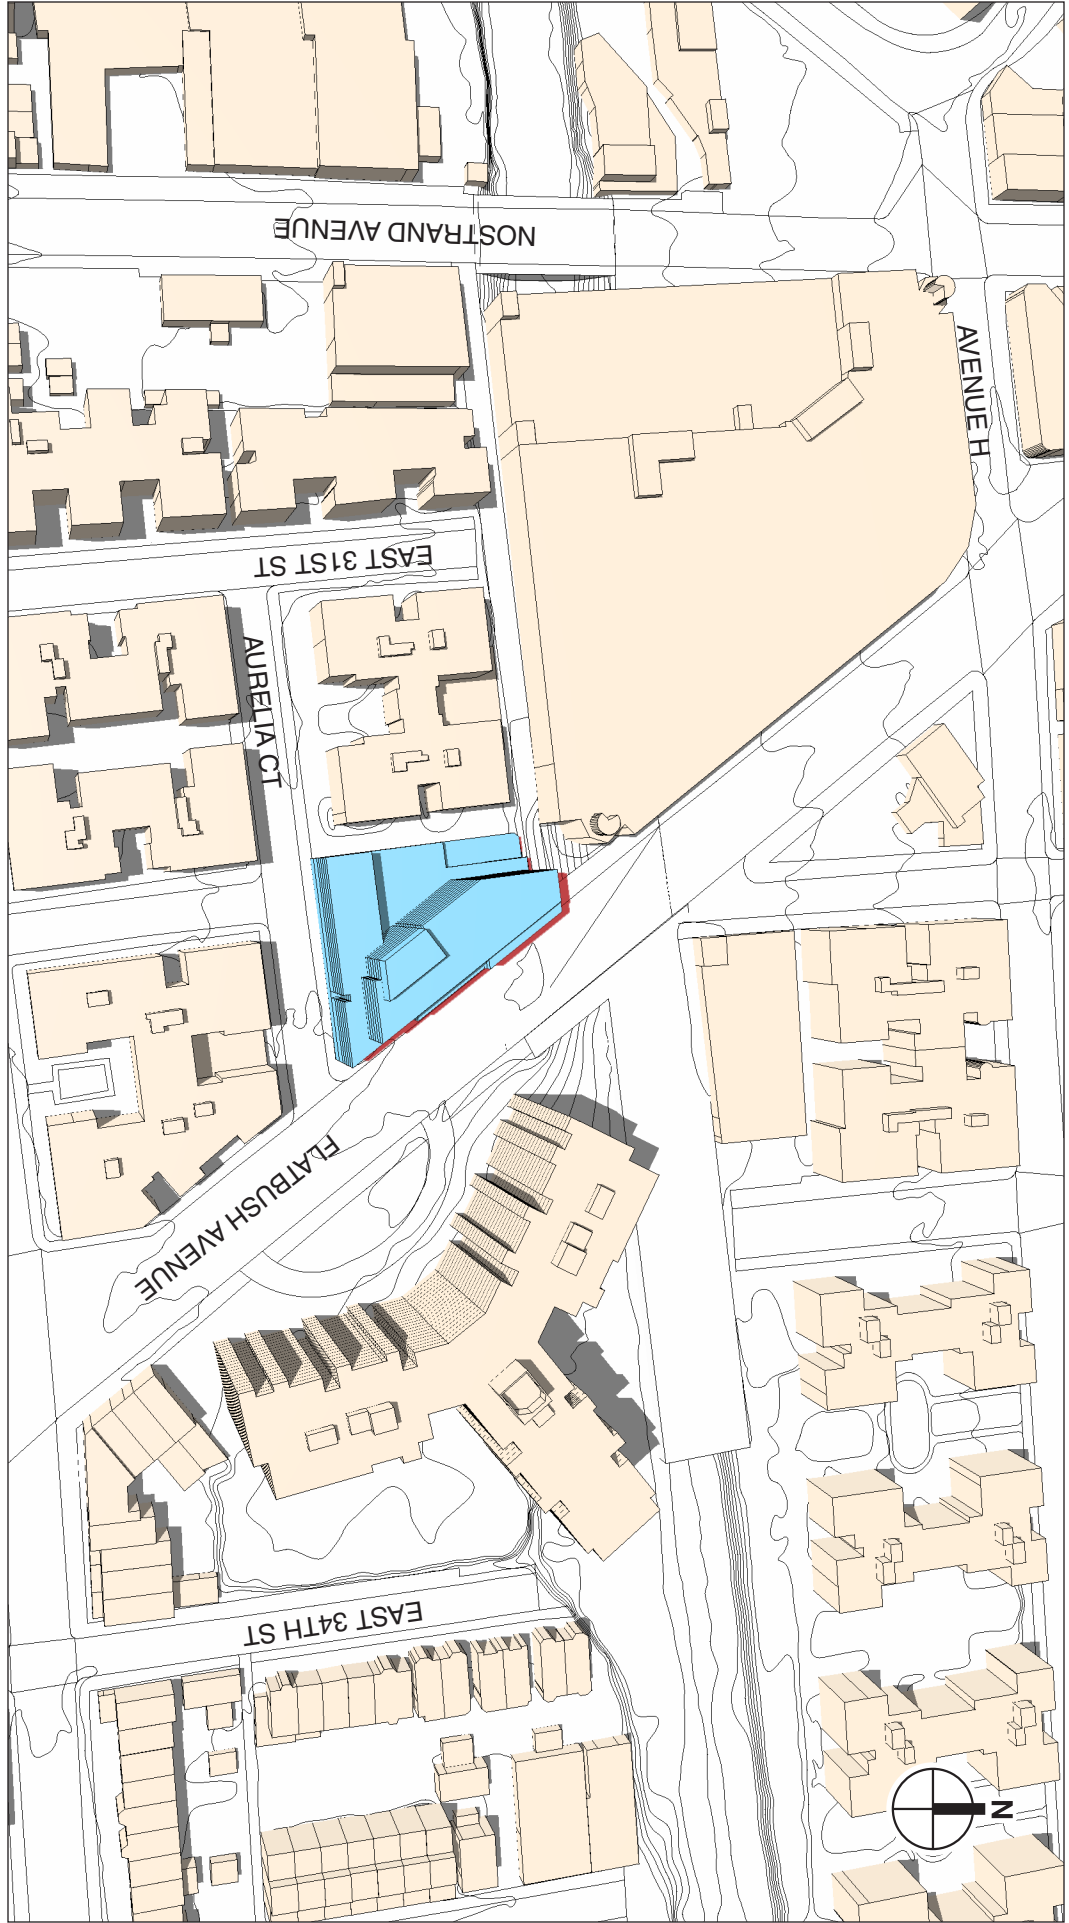 NOSTRAND AVENUE
AVENUE H
EAST 31ST ST
AURELIA CT
FLATBUSH AVENUE
EAST 34TH ST
N